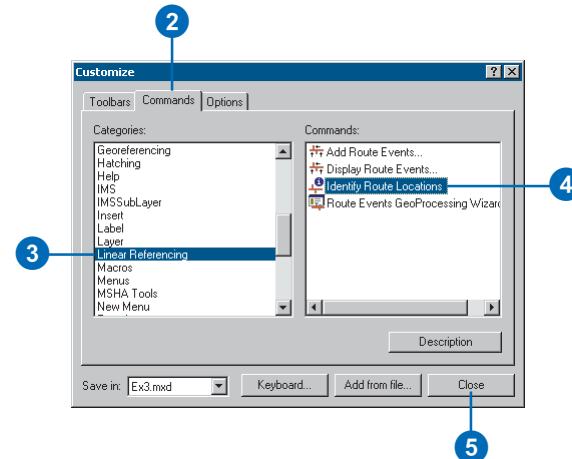 2
Customize
Toolbars Commands Options
Categories: Commands:
Georeferencing
Hatching
Help
IMS
IMSSubLayer
Insert
Label
Layer
3 Linear Referencing
Macros
Menus
MSHA Tools
New Menu
Add Route Events...
Display Route Events...
Identify Route Locations 4
Route Events GeoProcessing Wizard
Description
Save in: Ex3.mxd Keyboard... Add from file... Close
5